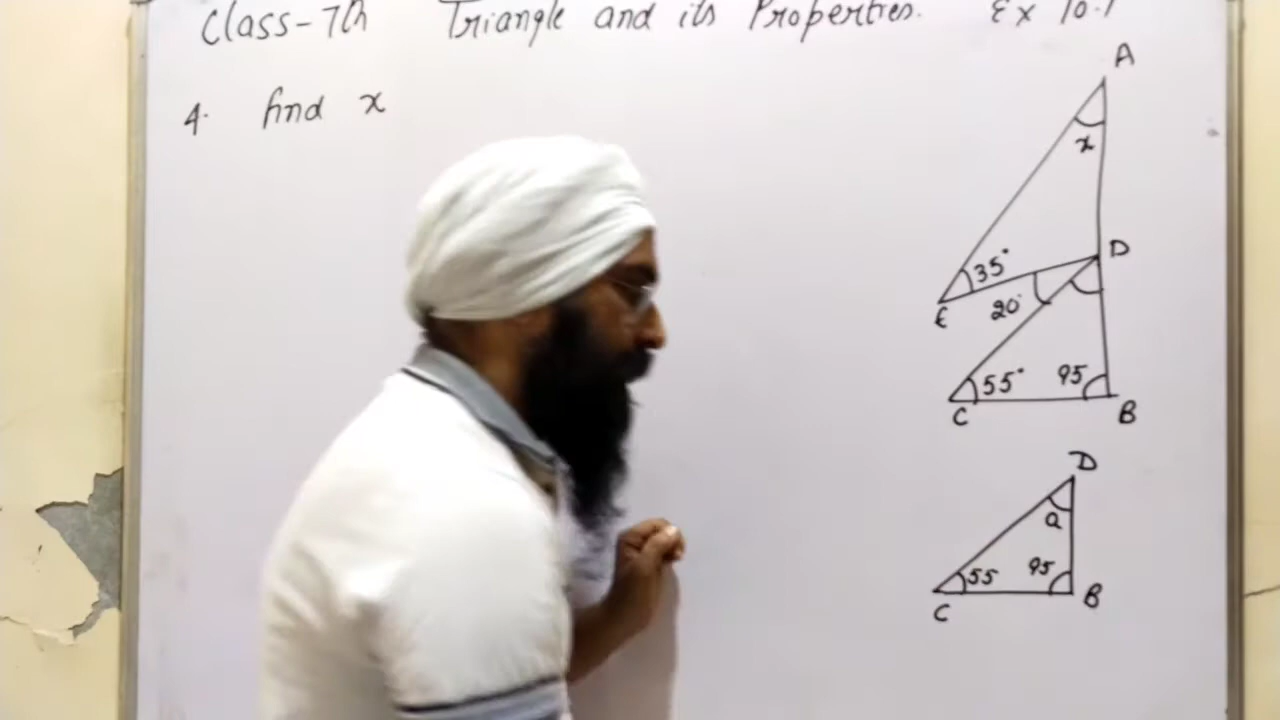 Class-7th Triangle and its Properties. Ex 10.1
4. find x
A
x
D
35°
E
20°
55°
95
C
B
D
a
55
95
C
B